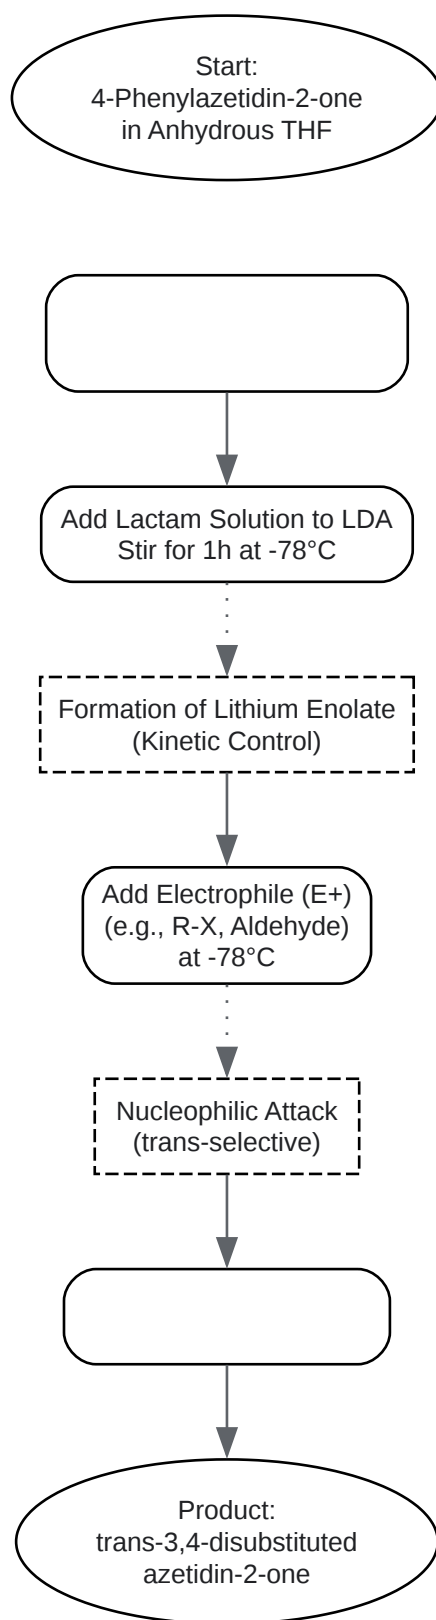 Start:
4-Phenylazetidin-2-one
in Anhydrous THF
Add Lactam Solution to LDA
Stir for 1h at -78°C
Formation of Lithium Enolate
(Kinetic Control)
Add Electrophile (E+)
(e.g., R-X, Aldehyde)
at -78°C
Nucleophilic Attack
(trans-selective)
Product:
trans-3,4-disubstituted
azetidin-2-one